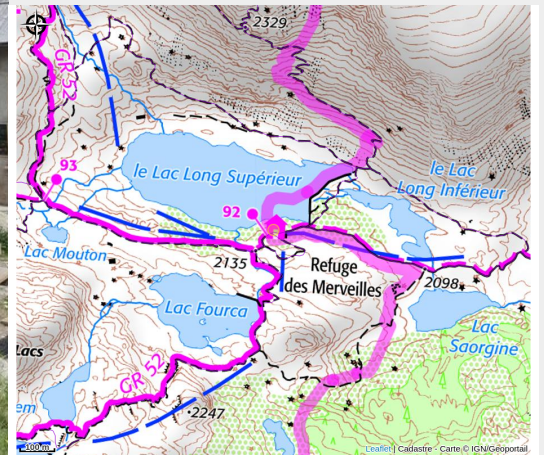 2329
GR 52
93
le Lac Long Supérieur
le Lac
Long Inférieur
92
Lac Mouton
2135
Refuge
des Merveilles
2098
Lac Fourca
Lac
Saorgine
Lacs
GR 52
em
2247
100 m
Leaflet | Cadastre - Carte © IGN/Geoportail